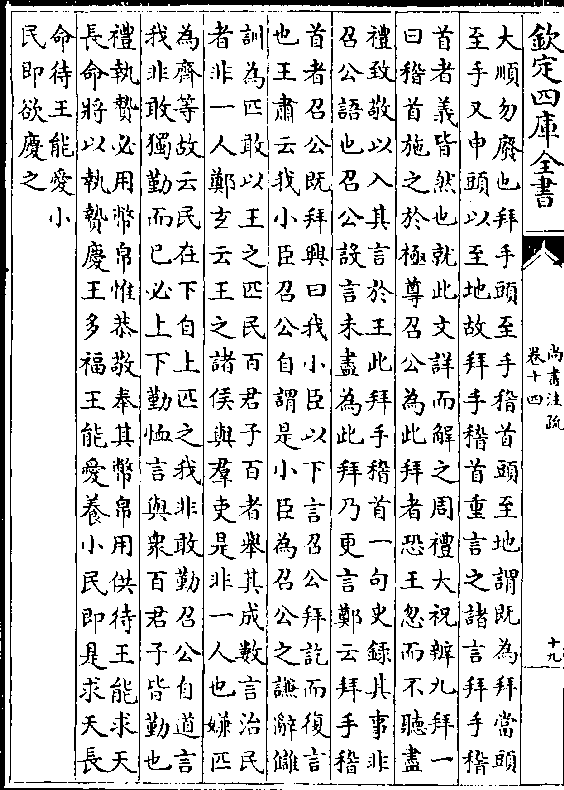 欽定四庫全書
尚書注疏
卷十四
十九
大順勿廢也拜手頭至手稽首頭至地謂既為拜當頭
至手又申頭以至地故拜手稽首重言之諸言拜手稽
首者義皆然也就此文詳而解之周禮大祝辨九拜一
曰稽首施之於極尊召公為此拜者恐王忽而不聽盡
禮致敬以入其言於王此拜手稽首一句史錄其事非
召公語也召公設言未盡為此拜乃更言鄭云拜手稽
首者召公既拜興曰我小臣以下言召公拜訖而復言
也王肅云我小臣召公自謂是小臣為召公之謙辭讎
訓為匹敢以王之匹民百君子百者舉其成數言治民
者非一人鄭玄云王之諸侯與羣吏是非一人也嫌匹
為齊等故云民在下自上匹之我非敢勤召公自道言
我非敢獨勤而已必上下勤恤言與衆百君子皆勤也
禮執贄必用幣帛惟恭敬奉其幣帛用供待王能求天
長命將以執贄慶王多福王能愛養小民即是求天長
命待王能愛小
民即欲慶之